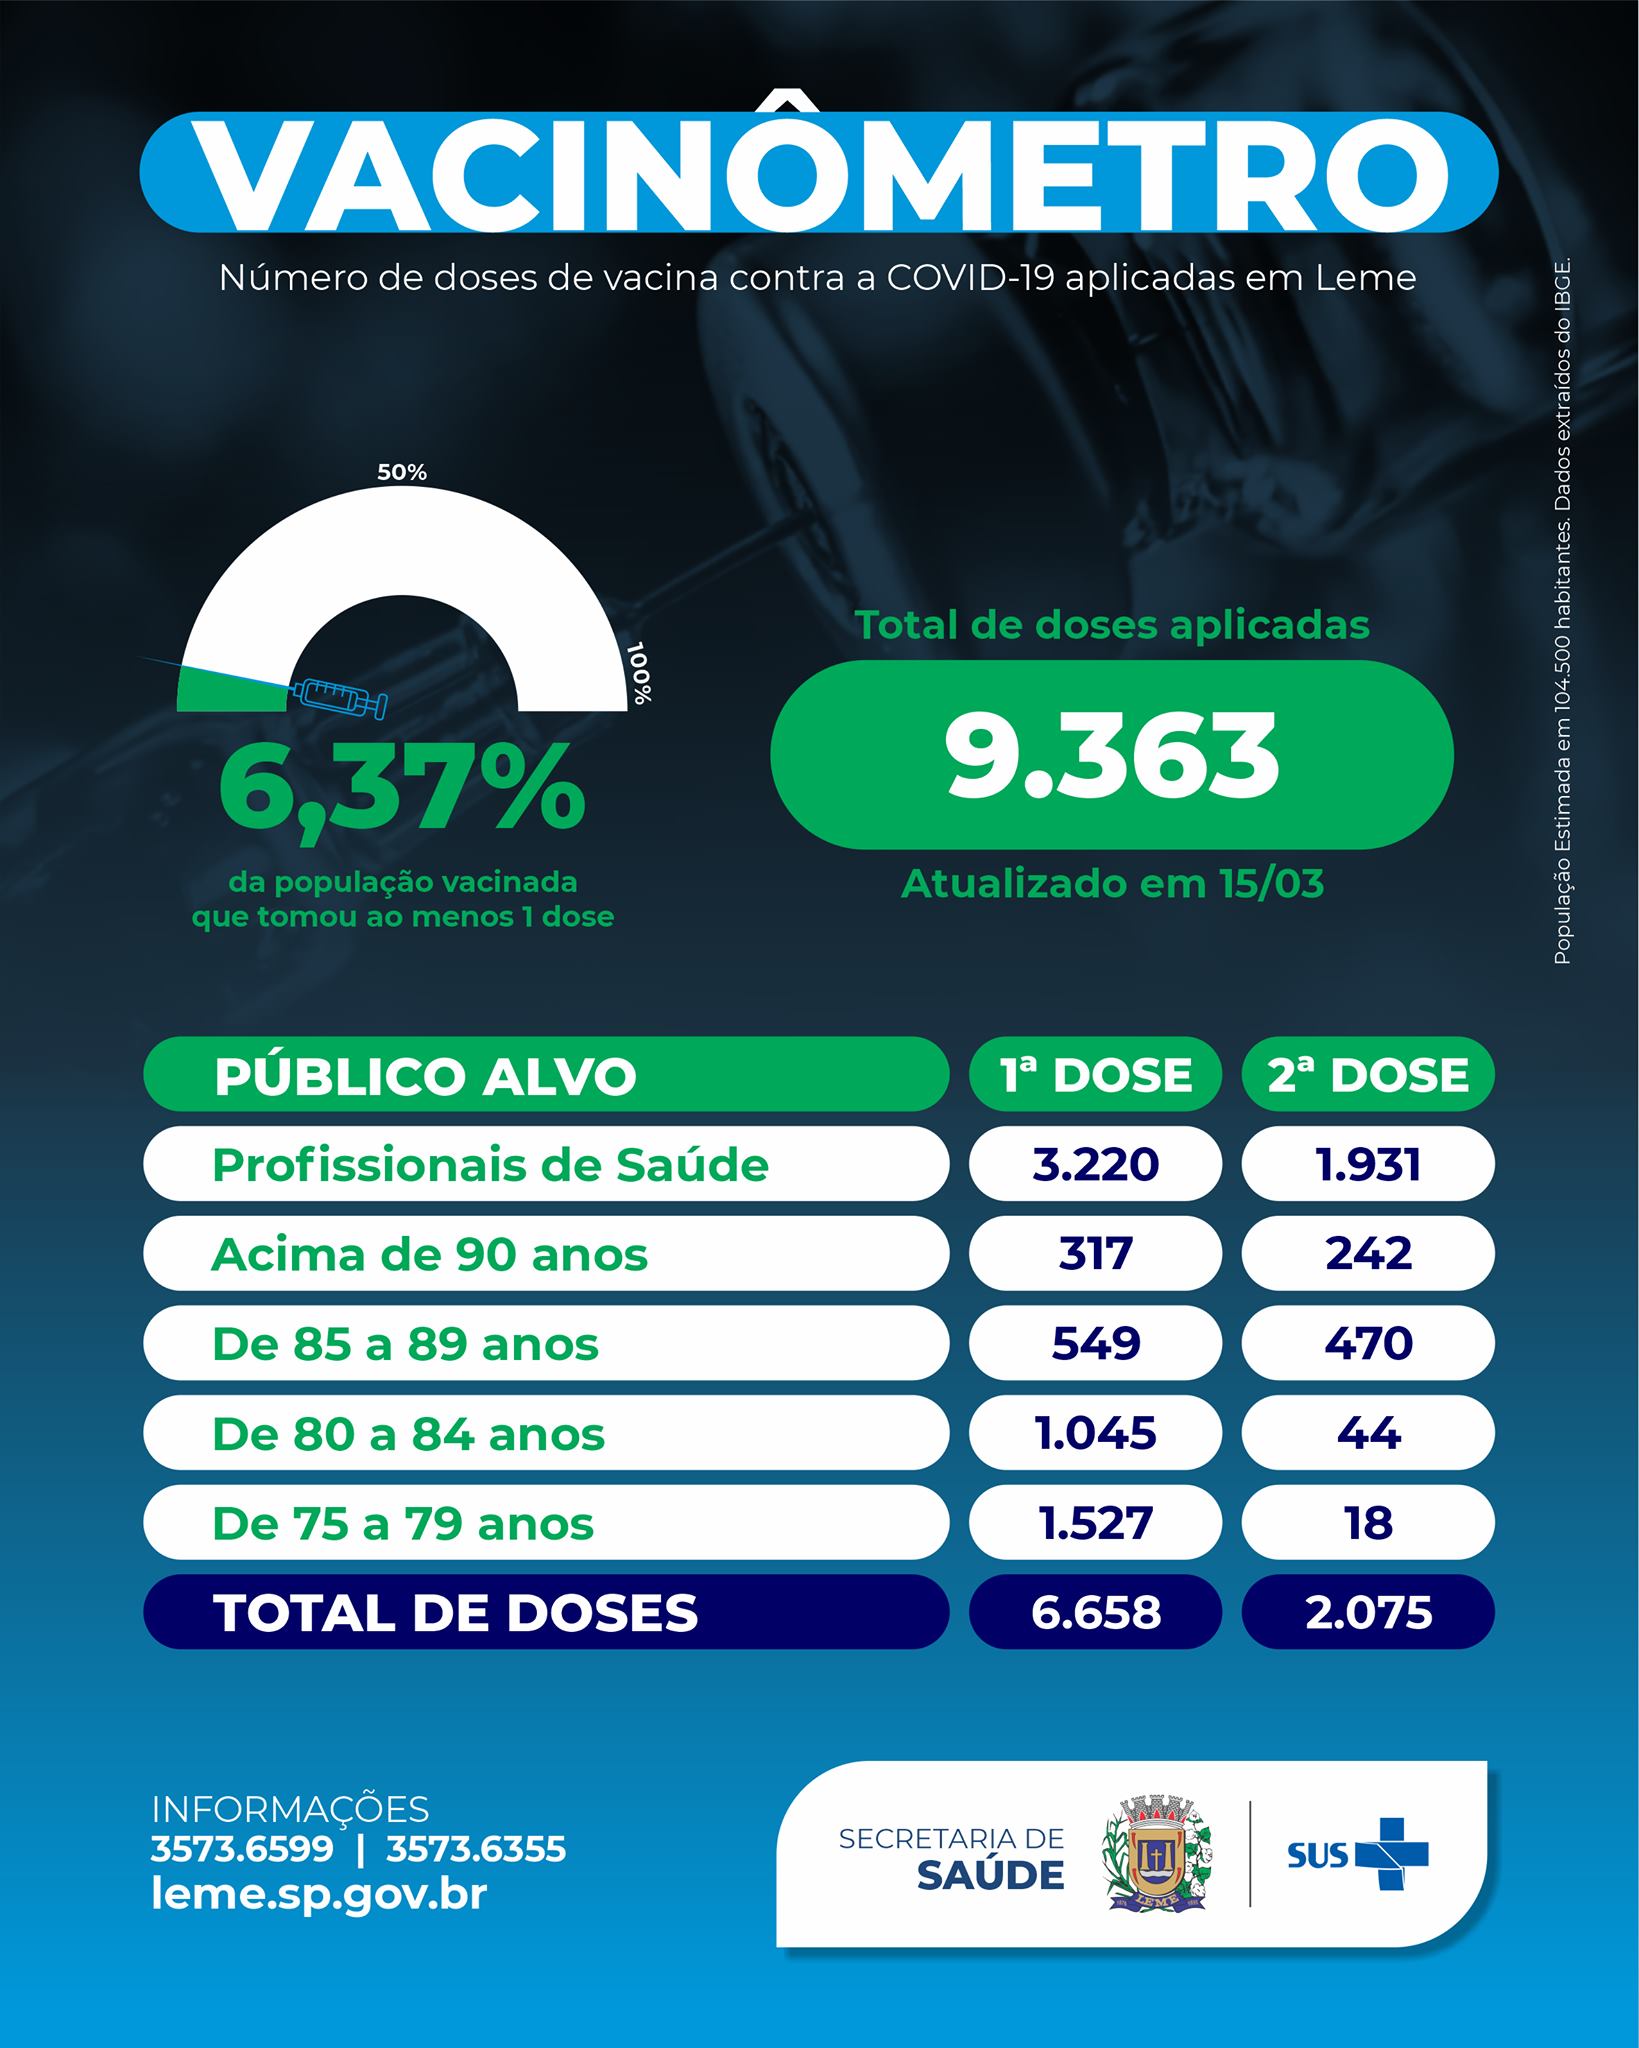 VACINÔMETRO
Número de doses de vacina contra a COVID-19 aplicadas em Leme
População Estimada em 104.500 habitantes. Dados extraídos do IBGE.
50%
100%
6,37%
da população vacinada
que tomou ao menos 1 dose
Total de doses aplicadas
9.363
Atualizado em 15/03
PÚBLICO ALVO 1ª DOSE 2ª DOSE
Profissionais de Saúde 3.220 1.931
Acima de 90 anos 317 242
De 85 a 89 anos 549 470
De 80 a 84 anos 1.045 44
De 75 a 79 anos 1.527 18
TOTAL DE DOSES 6.658 2.075
INFORMAÇÕES
3573.6599 | 3573.6355
leme.sp.gov.br
SECRETARIA DE
SAÚDE
LEME
SUS